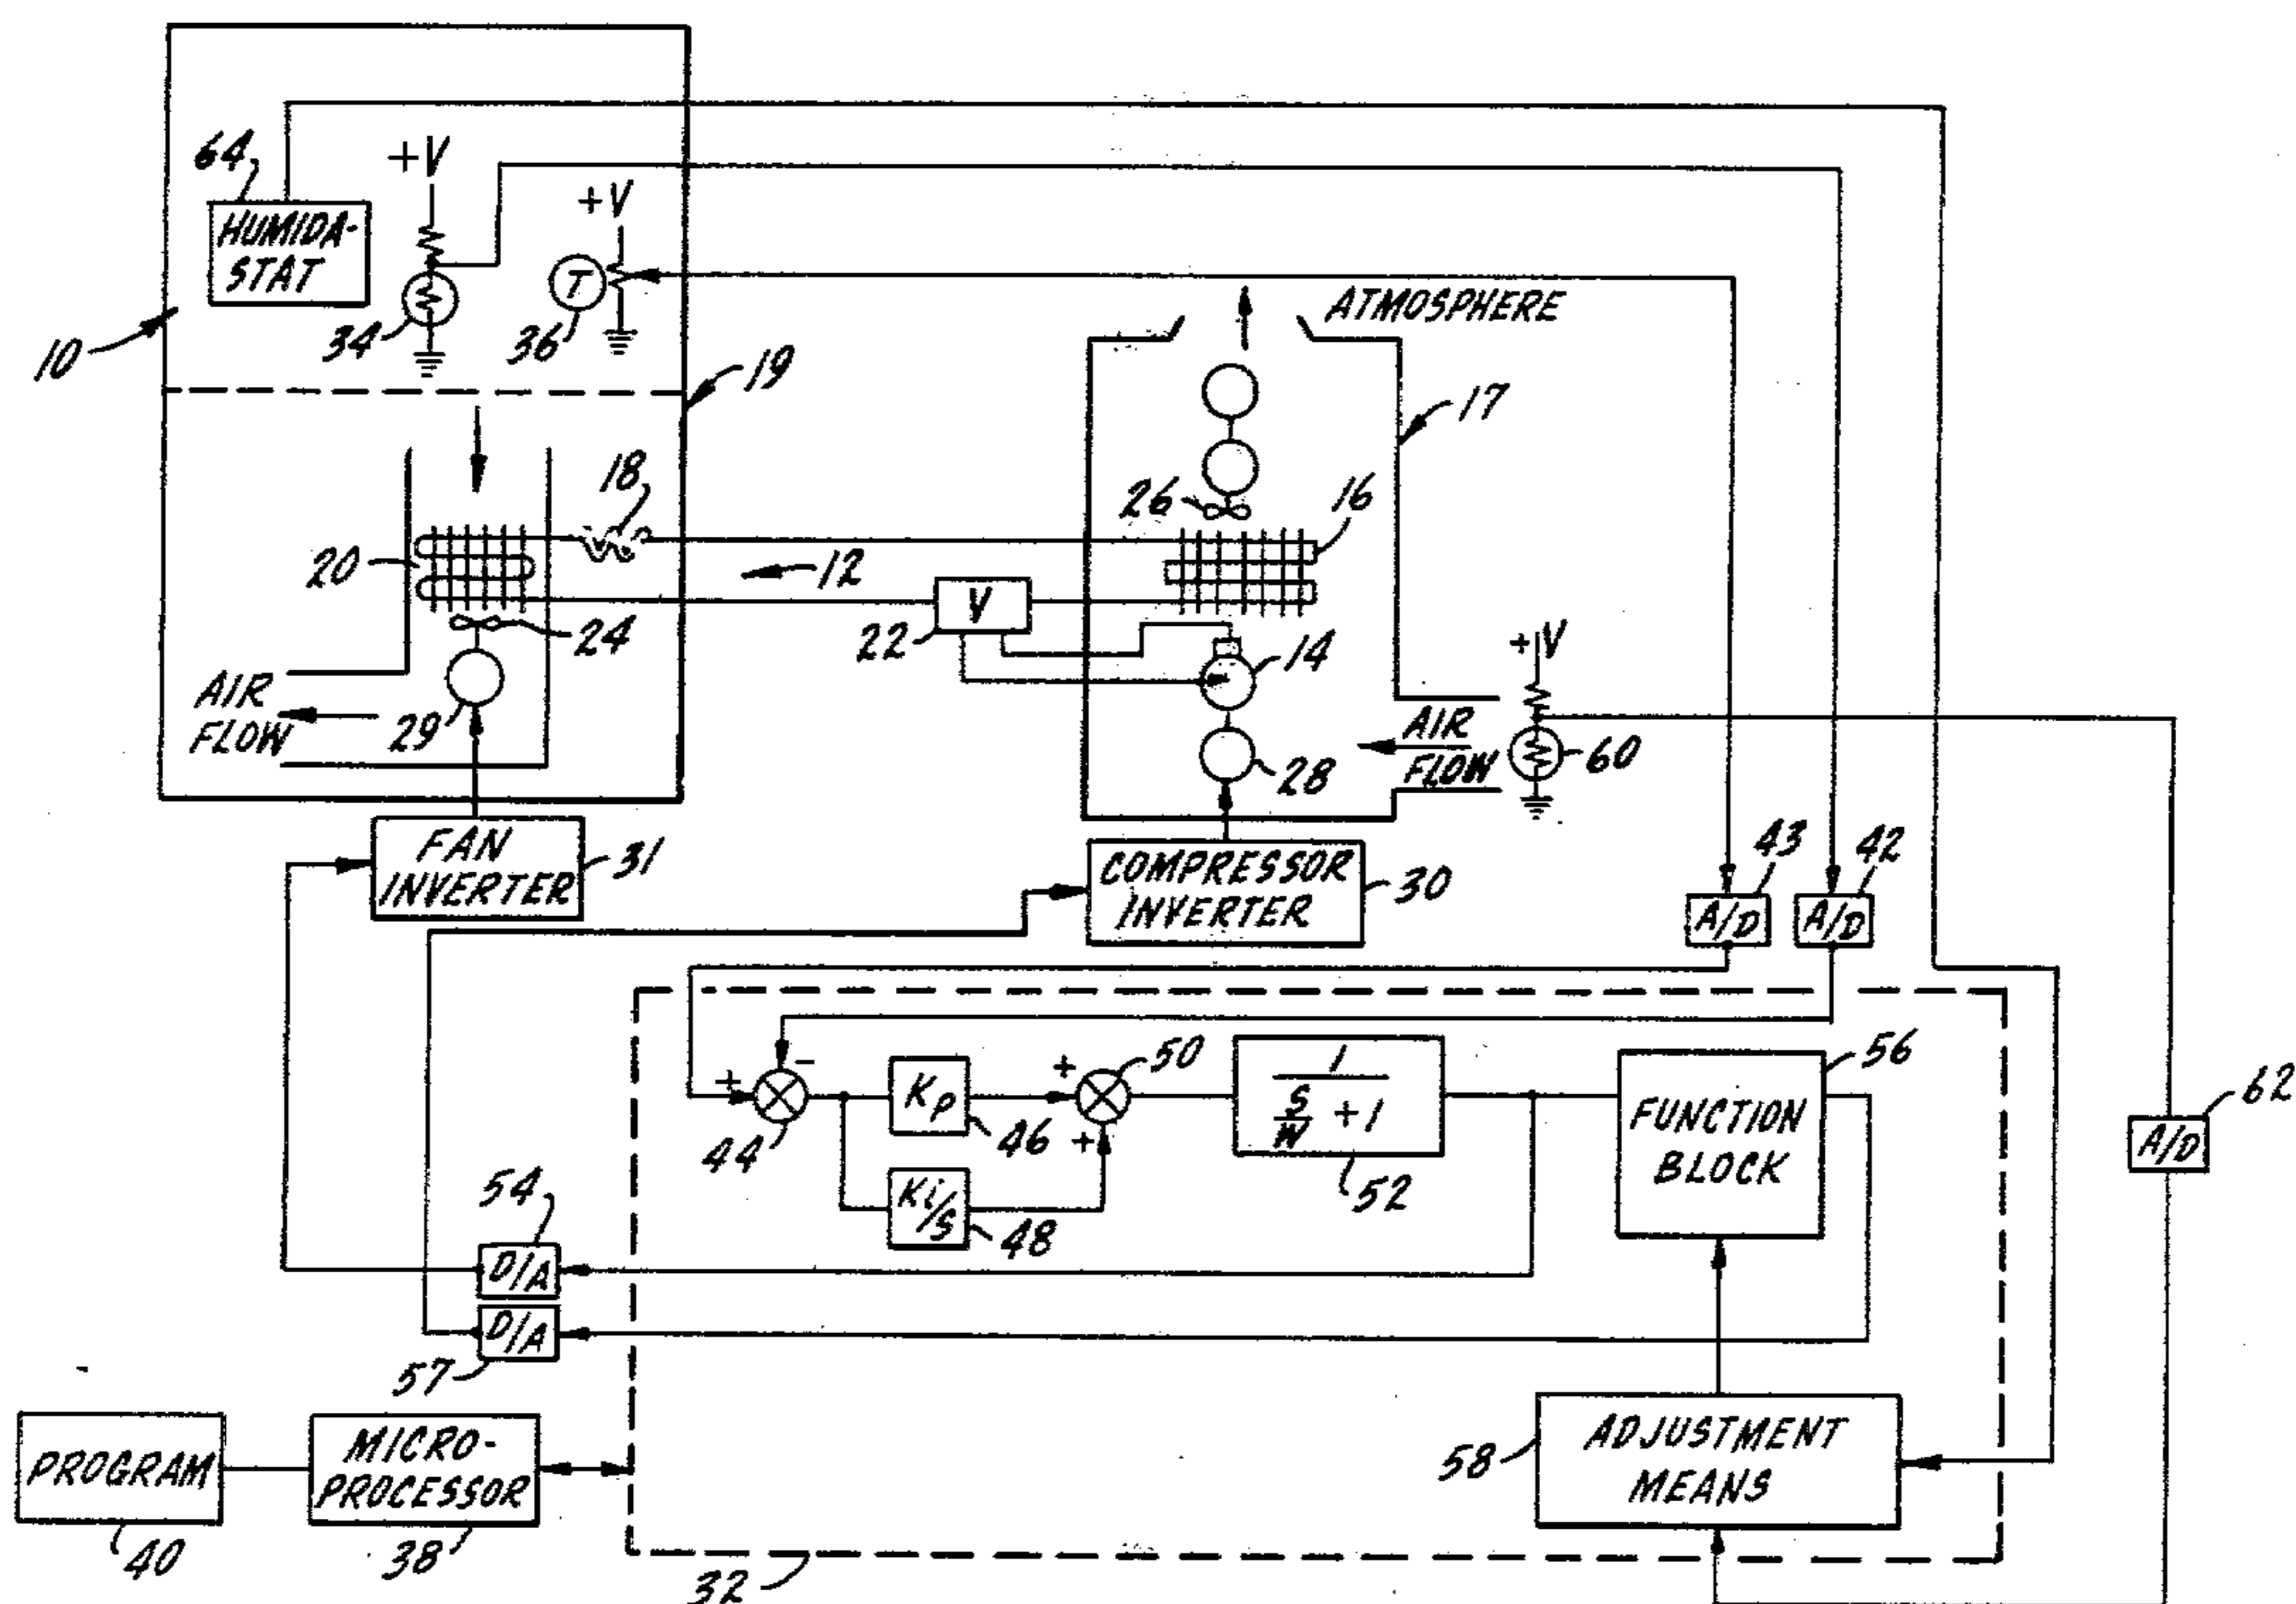 64
HUMIDA-
STAT
+V
34
+V
T
36
10
19
ATMOSPHERE
17
18
26
16
20
12
24
V
22
14
AIR
FLOW
29
28
AIR
FLOW
+V
60
FAN
INVERTER
31
COMPRESSOR
INVERTER
30
43
A/D
42
A/D
+
-
44
KP
46
Ki/S
48
+
+
50
1
S
W
+1
52
FUNCTION
BLOCK
56
62
A/D
54
D/A
D/A
57
PROGRAM
40
MICRO-
PROCESSOR
38
32
58
ADJUSTMENT
MEANS